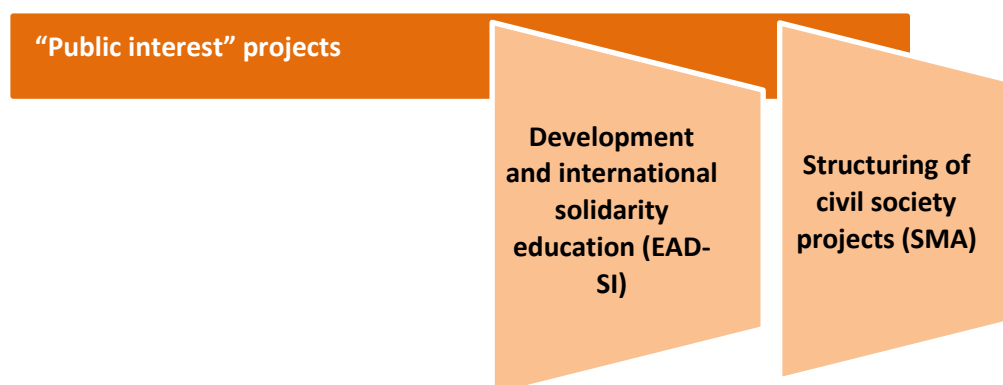 “Public interest” projects
Development
and international
solidarity
education (EAD-
SI)
Structuring of
civil society
projects (SMA)